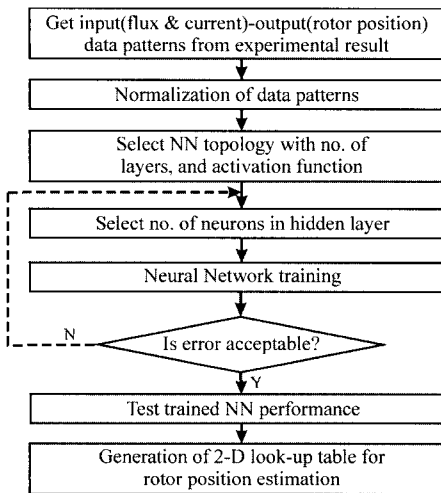 Get input(flux & current)-output(rotor position)
data patterns from experimental result
Normalization of data patterns
Select NN topology with no. of
layers, and activation function
Select no. of neurons in hidden layer
Neural Network training
N
Is error acceptable?
Y
Test trained NN performance
Generation of 2-D look-up table for
rotor position estimation